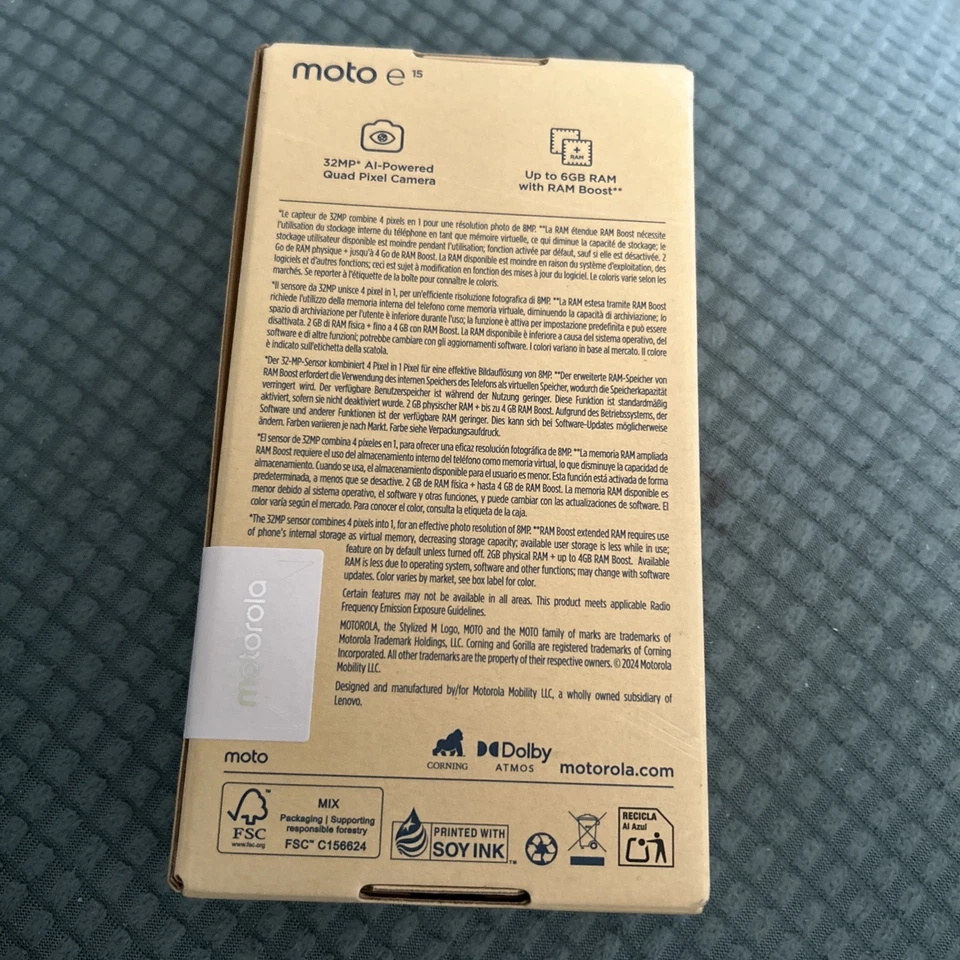 moto e 15
32MP* AI-Powered
Quad Pixel Camera
RAM
Up to 6GB RAM
with RAM Boost**
*Le capteur de 32MP combine 4 pixels en 1 pour une résolution photo de 8MP. **La RAM étendue RAM Boost nécessite
l'utilisation du stockage interne du téléphone en tant que mémoire virtuelle, ce qui diminue la capacité de stockage; le
stockage utilisateur disponible est moindre pendant l'utilisation; fonction activée par défaut, sauf si elle est désactivée. 2
Go de RAM physique + jusqu'à 4 Go de RAM Boost. La RAM disponible est moindre en raison du système d'exploitation, des
logiciels et d'autres fonctions; ceci est sujet à modification en fonction des mises à jour du logiciel. Le coloris varie selon les
marchés. Se reporter à l'étiquette de la boîte pour connaître le coloris.
*Il sensore da 32MP unisce 4 pixel in 1, per un'efficiente risoluzione fotografica di 8MP. **La RAM estesa tramite RAM Boost
richiede l'utilizzo della memoria interna del telefono come memoria virtuale, diminuendo la capacità di archiviazione; lo
spazio di archiviazione per l'utente è inferiore durante l'uso; la funzione è attiva per impostazione predefinita e può essere
disattivata. 2 GB di RAM fisica + fino a 4 GB con RAM Boost. La RAM disponibile è inferiore a causa del sistema operativo, del
software e di altre funzioni; potrebbe cambiare con gli aggiornamenti software. I colori variano in base al mercato. Il colore
è indicato sull'etichetta della scatola.
*Der 32-MP-Sensor kombiniert 4 Pixel in 1 Pixel für eine effektive Bildauflösung von 8MP. **Der erweiterte RAM-Speicher von
RAM Boost erfordert die Verwendung des internen Speichers des Telefons als virtuellen Speicher, wodurch die Speicherkapazität
verringert wird. Der verfügbare Benutzerspeicher ist während der Nutzung geringer. Diese Funktion ist standardmäßig
aktiviert, sofern sie nicht deaktiviert wurde. 2 GB physischer RAM + bis zu 4 GB RAM Boost. Aufgrund des Betriebssystems, der
Software und anderer Funktionen ist der verfügbare RAM geringer. Dies kann sich bei Software-Updates möglicherweise
ändern. Farben variieren je nach Markt. Farbe siehe Verpackungsaufdruck.
*El sensor de 32MP combina 4 píxeles en 1, para ofrecer una eficaz resolución fotográfica de 8MP. **La memoria RAM ampliada
RAM Boost requiere el uso del almacenamiento interno del teléfono como memoria virtual, lo que disminuye la capacidad de
almacenamiento. Cuando se usa, el almacenamiento disponible para el usuario es menor. Esta función está activada de forma
predeterminada, a menos que se desactive. 2 GB de RAM física + hasta 4 GB de RAM Boost. La memoria RAM disponible es
menor debido al sistema operativo, el software y otras funciones, y puede cambiar con las actualizaciones de software. El
color varía según el mercado. Para conocer el color, consulta la etiqueta de la caja.
*The 32MP sensor combines 4 pixels into 1, for an effective photo resolution of 8MP. **RAM Boost extended RAM requires use
of phone's internal storage as virtual memory, decreasing storage capacity; available user storage is less while in use;
feature on by default unless turned off. 2GB physical RAM + up to 4GB RAM Boost. Available
RAM is less due to operating system, software and other functions; may change with software
updates. Color varies by market, see box label for color.
Certain features may not be available in all areas. This product meets applicable Radio
Frequency Emission Exposure Guidelines.
MOTOROLA, the Stylized M Logo, MOTO and the MOTO family of marks are trademarks of
Motorola Trademark Holdings, LLC. Corning and Gorilla are registered trademarks of Corning
Incorporated. All other trademarks are the property of their respective owners. © 2024 Motorola
Mobility LLC.
Designed and manufactured by/for Motorola Mobility LLC, a wholly owned subsidiary of
Lenovo.
motorola
moto
CORNING
Dolby
ATMOS
motorola.com
FSC™
www.fsc.org
MIX
Packaging | Supporting
responsible forestry
FSC™ C156624
PRINTED WITH
SOY INK™
RECICLA
Al Azul